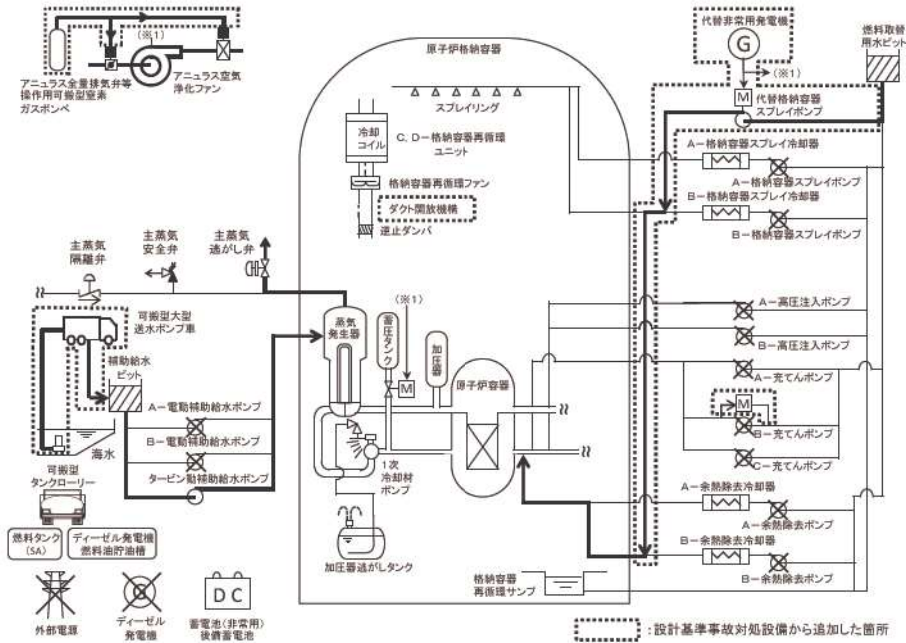 (※1)
アニュラス全量排気弁等
操作用可搬型窒素
ガスボンベ
アニュラス空気
浄化ファン
原子炉格納容器
スプレイリング
冷却
コイル
C、D-格納容器再循環
ユニット
格納容器再循環ファン
ダクト開放機構
逆止ダンパ
代替非常用発電機
G
(※1)
M
代替格納容器
スプレイポンプ
燃料取替
用水ピット
A-格納容器スプレイ冷却器
A-格納容器スプレイポンプ
B-格納容器スプレイ冷却器
B-格納容器スプレイポンプ
主蒸気
隔離弁
主蒸気
安全弁
主蒸気
逃がし弁
可搬型大型
送水ポンプ車
補助給水
ピット
海水
A-電動補助給水ポンプ
B-電動補助給水ポンプ
タービン動補助給水ポンプ
可搬型
タンクローリー
燃料タンク
(SA)
ディーゼル発電機
燃料油貯油槽
外部電源
ディーゼル
発電機
DC
蓄電池(非常用)
後備蓄電池
蒸気
発生器
蓄圧タンク
(※1)
M
加圧器
原子炉容器
1次
冷却材
ポンプ
加圧器逃がしタンク
格納容器
再循環サンプ
A-高圧注入ポンプ
B-高圧注入ポンプ
A-充てんポンプ
M
B-充てんポンプ
C-充てんポンプ
A-余熱除去冷却器
A-余熱除去ポンプ
B-余熱除去冷却器
B-余熱除去ポンプ
:設計基準事故対処設備から追加した箇所